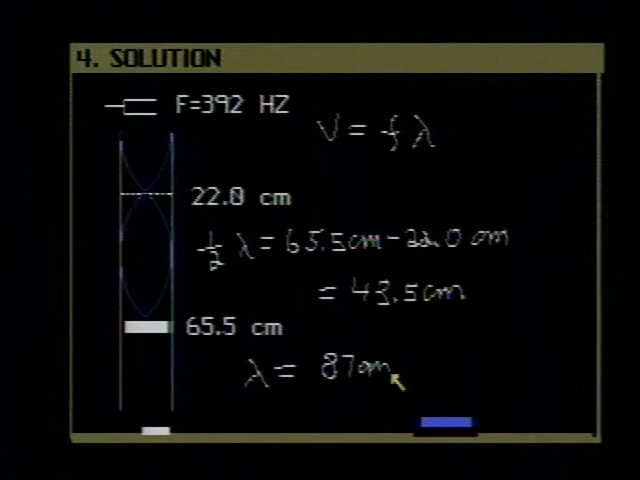 4. SOLUTION
F=392 HZ
V = f λ
22.0 cm
½ λ = 65.5cm - 22.0 cm
= 43.5cm
65.5 cm
λ = 87cm